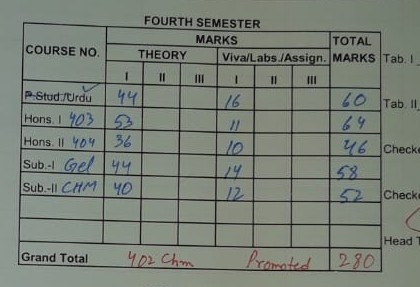 FOURTH SEMESTER
COURSE NO. MARKS TOTAL MARKS
THEORY Viva/Labs./Assign.
I II III I II III
P.Stud./Urdu 44 16 60
Hons. I 403 53 11 64
Hons. II 404 36 10 46
Sub.-I Gel 44 14 58
Sub.-II CHM 40 12 52
Grand Total 402 Chm Promoted 280
Tab. I
Tab. II
Checke
Checke
Head T